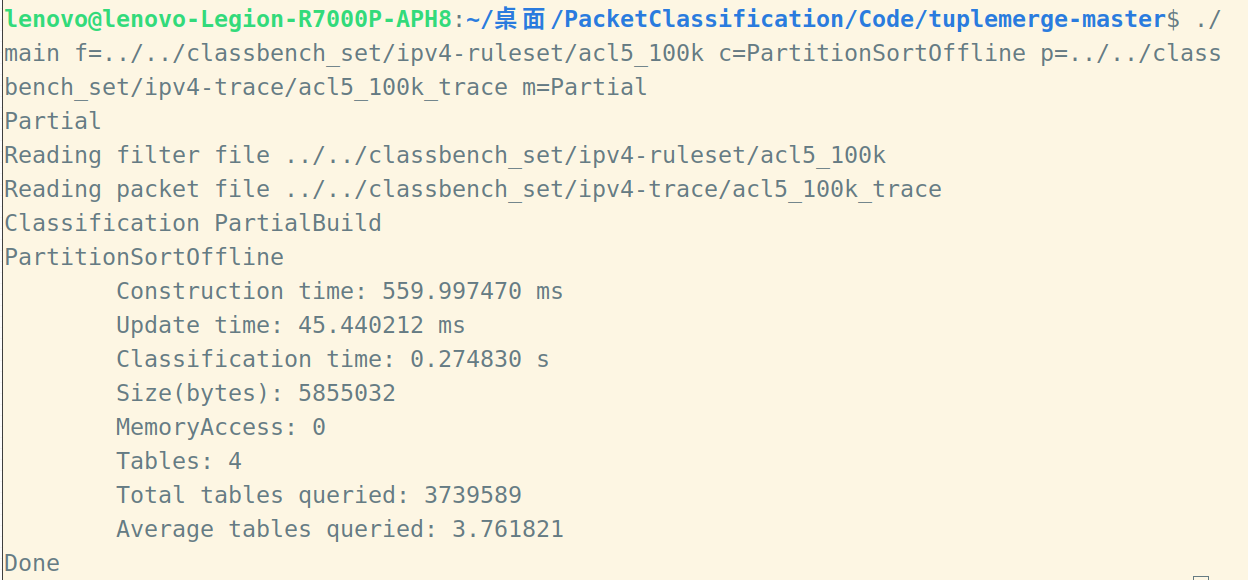 lenovo@lenovo-Legion-R7000P-APH8:~/桌面/PacketClassification/Code/tuplemerge-master$ ./
main f=../../classbench_set/ipv4-ruleset/acl5_100k c=PartitionSortOffline p=../../class
bench_set/ipv4-trace/acl5_100k_trace m=Partial
Partial
Reading filter file ../../classbench_set/ipv4-ruleset/acl5_100k
Reading packet file ../../classbench_set/ipv4-trace/acl5_100k_trace
Classification PartialBuild
PartitionSortOffline
Construction time: 559.997470 ms
Update time: 45.440212 ms
Classification time: 0.274830 s
Size(bytes): 5855032
MemoryAccess: 0
Tables: 4
Total tables queried: 3739589
Average tables queried: 3.761821
Done